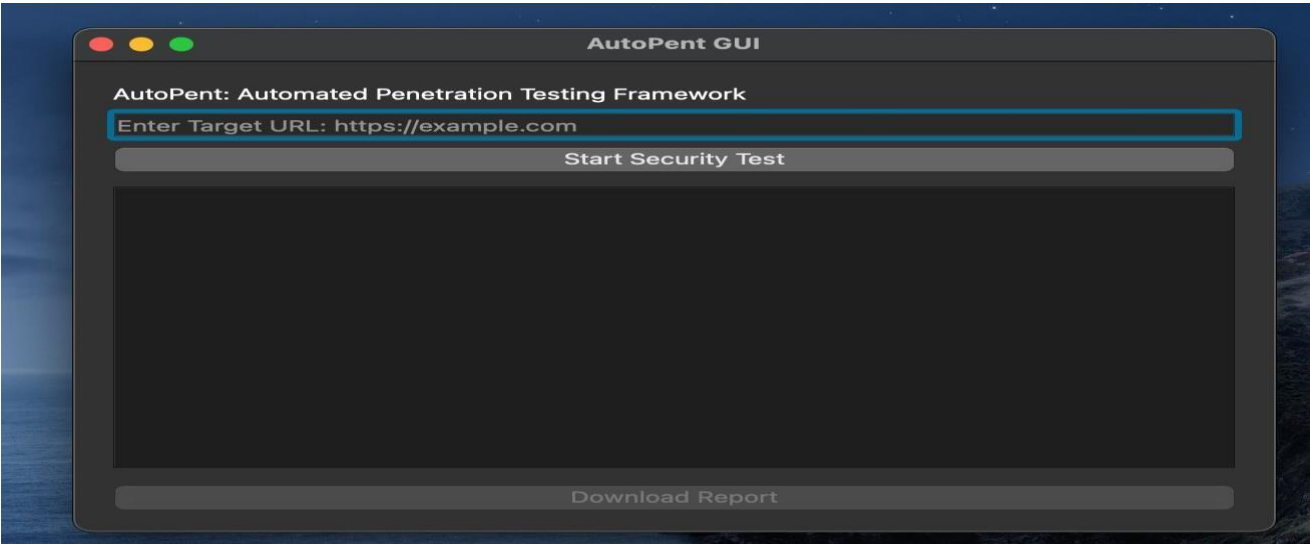 AutoPent GUI
AutoPent: Automated Penetration Testing Framework
Enter Target URL: https://example.com
Start Security Test
Download Report